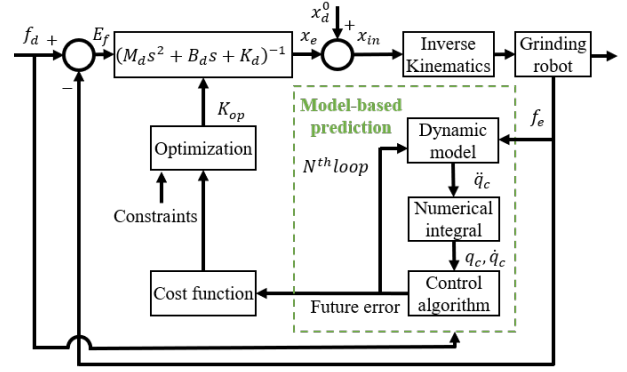 x_d^0
f_d + E_f (M_d s^2 + B_d s + K_d)^{-1} x_e + x_in Inverse Kinematics Grinding robot
−
K_op
Model-based
prediction
f_e
Optimization
N^{th}loop
Dynamic
model
q̈_c
Constraints
Numerical
integral
q_c, q̇_c
Cost function
Future error
Control
algorithm